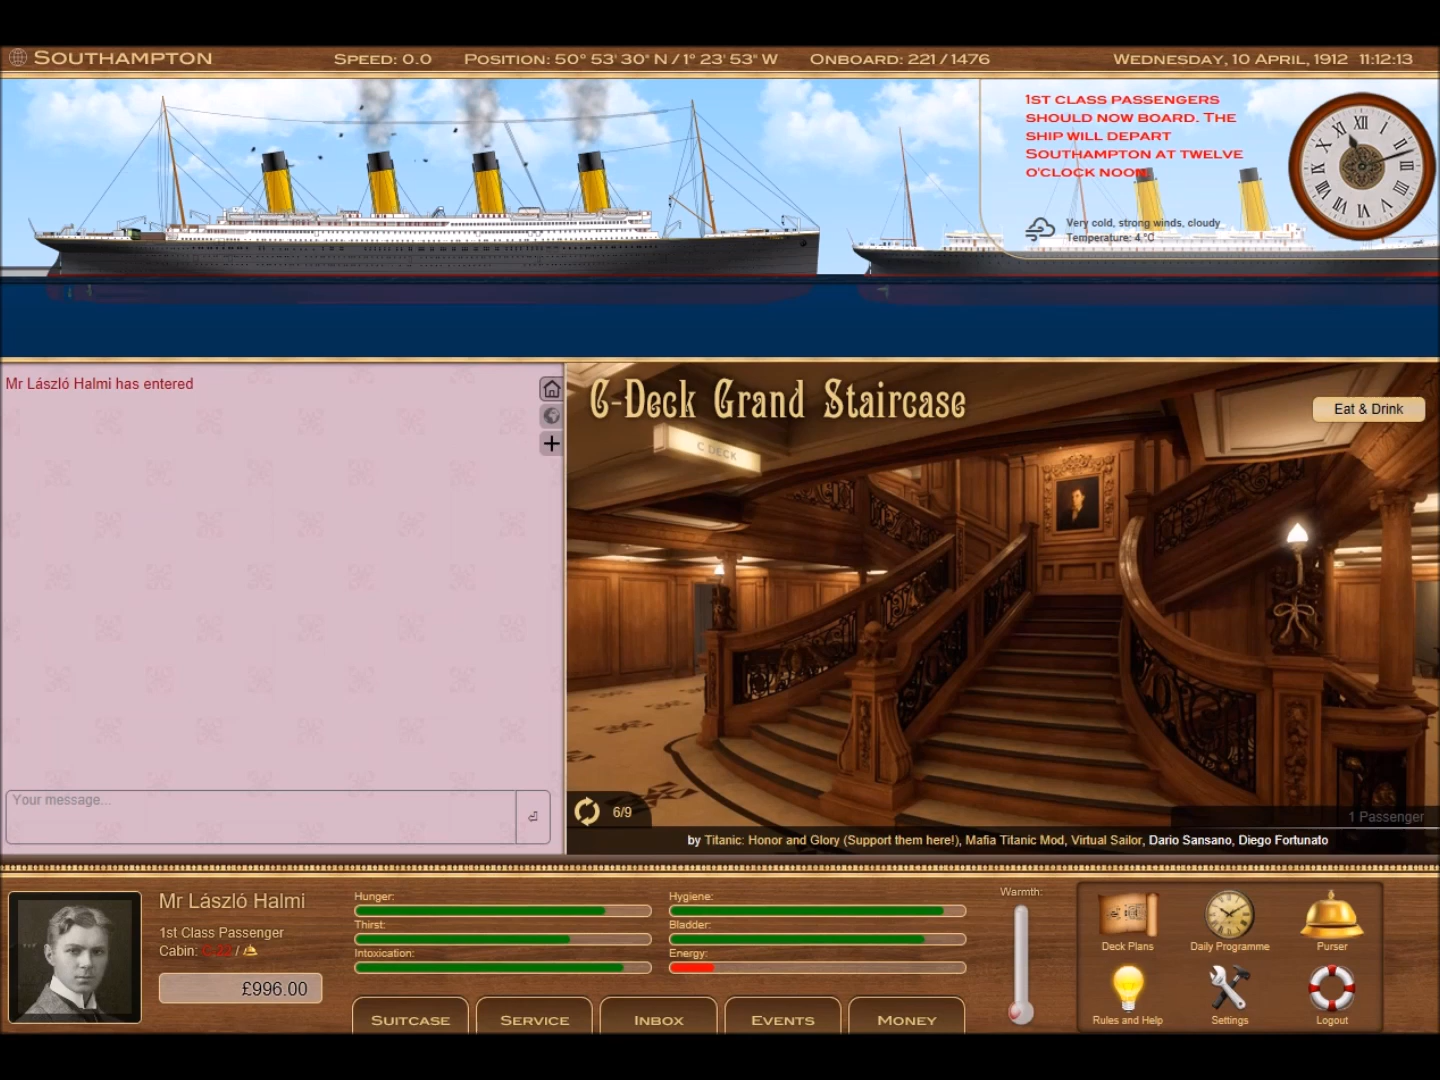 SOUTHAMPTON
SPEED: 0.0
POSITION: 50° 53' 30" N / 1° 23' 53" W
ONBOARD: 221 / 1476
WEDNESDAY, 10 APRIL, 1912 11:12:13
1ST CLASS PASSENGERS
SHOULD NOW BOARD. THE
SHIP WILL DEPART
SOUTHAMPTON AT TWELVE
O'CLOCK NOON.
Very cold, strong winds, cloudy
Temperature: 4 °C
Mr László Halmi has entered
C-Deck Grand Staircase
Eat & Drink
C DECK
Your message...
6/9
1 Passenger
by Titanic: Honor and Glory (Support them here!), Mafia Titanic Mod, Virtual Sailor, Dario Sansano, Diego Fortunato
Mr László Halmi
1st Class Passenger
Cabin: C-22 /
£996.00
Hunger:
Thirst:
Intoxication:
Hygiene:
Bladder:
Energy:
Warmth:
SUITCASE
SERVICE
INBOX
EVENTS
MONEY
Deck Plans
Daily Programme
Purser
Rules and Help
Settings
Logout